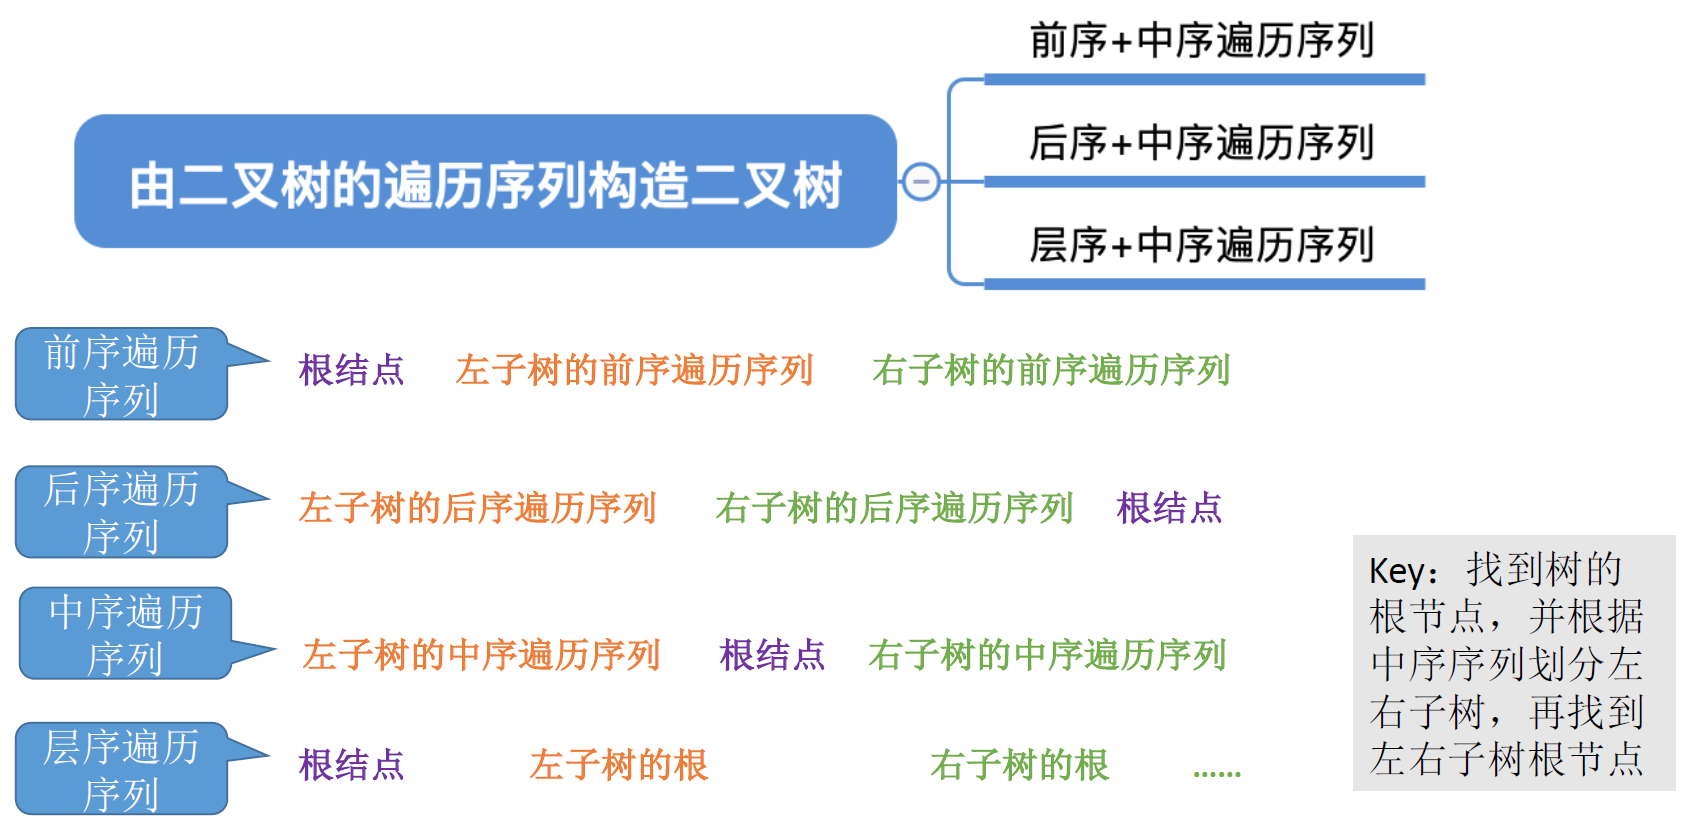 前序+中序遍历序列
后序+中序遍历序列
由二叉树的遍历序列构造二叉树
层序+中序遍历序列
前序遍历
序列
根结点 左子树的前序遍历序列 右子树的前序遍历序列
后序遍历
序列
左子树的后序遍历序列 右子树的后序遍历序列 根结点
中序遍历
序列
左子树的中序遍历序列 根结点 右子树的中序遍历序列
层序遍历
序列
根结点 左子树的根 右子树的根 ……
Key：找到树的
根节点，并根据
中序序列划分左
右子树，再找到
左右子树根节点